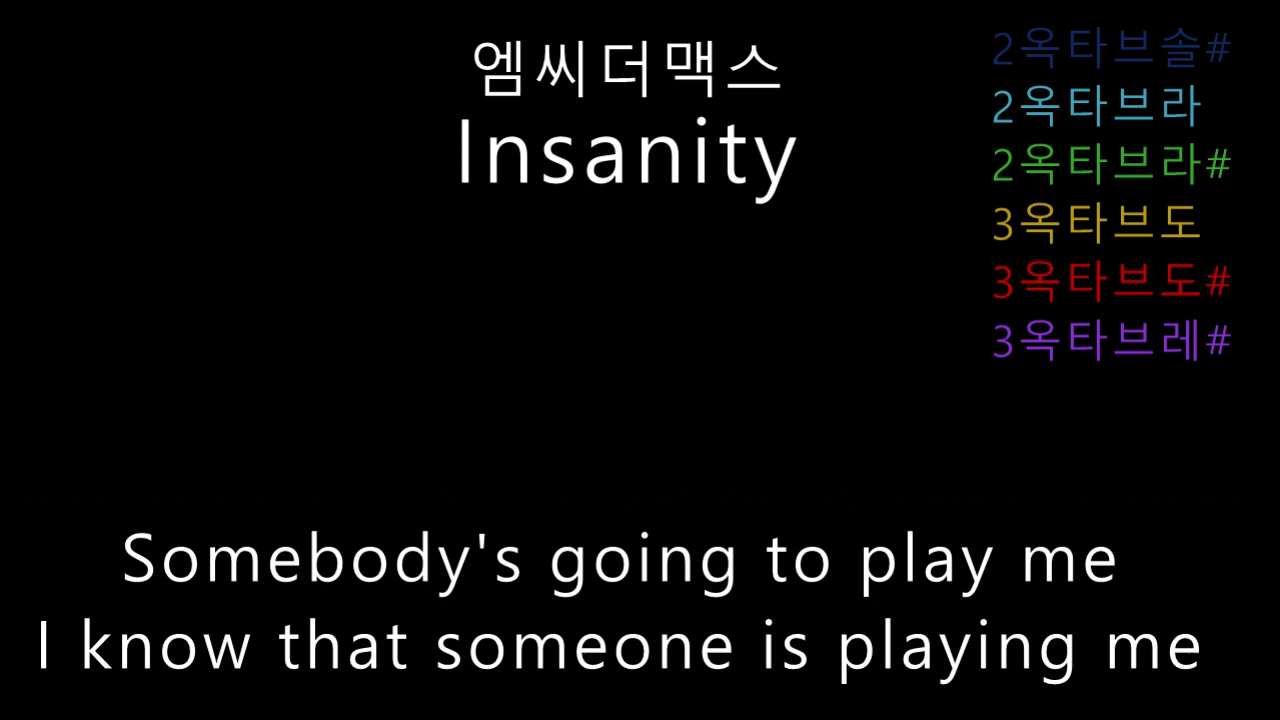 엠씨더맥스
Insanity
2옥타브솔#
2옥타브라
2옥타브라#
3옥타브도
3옥타브도#
3옥타브레#
Somebody's going to play me
I know that someone is playing me